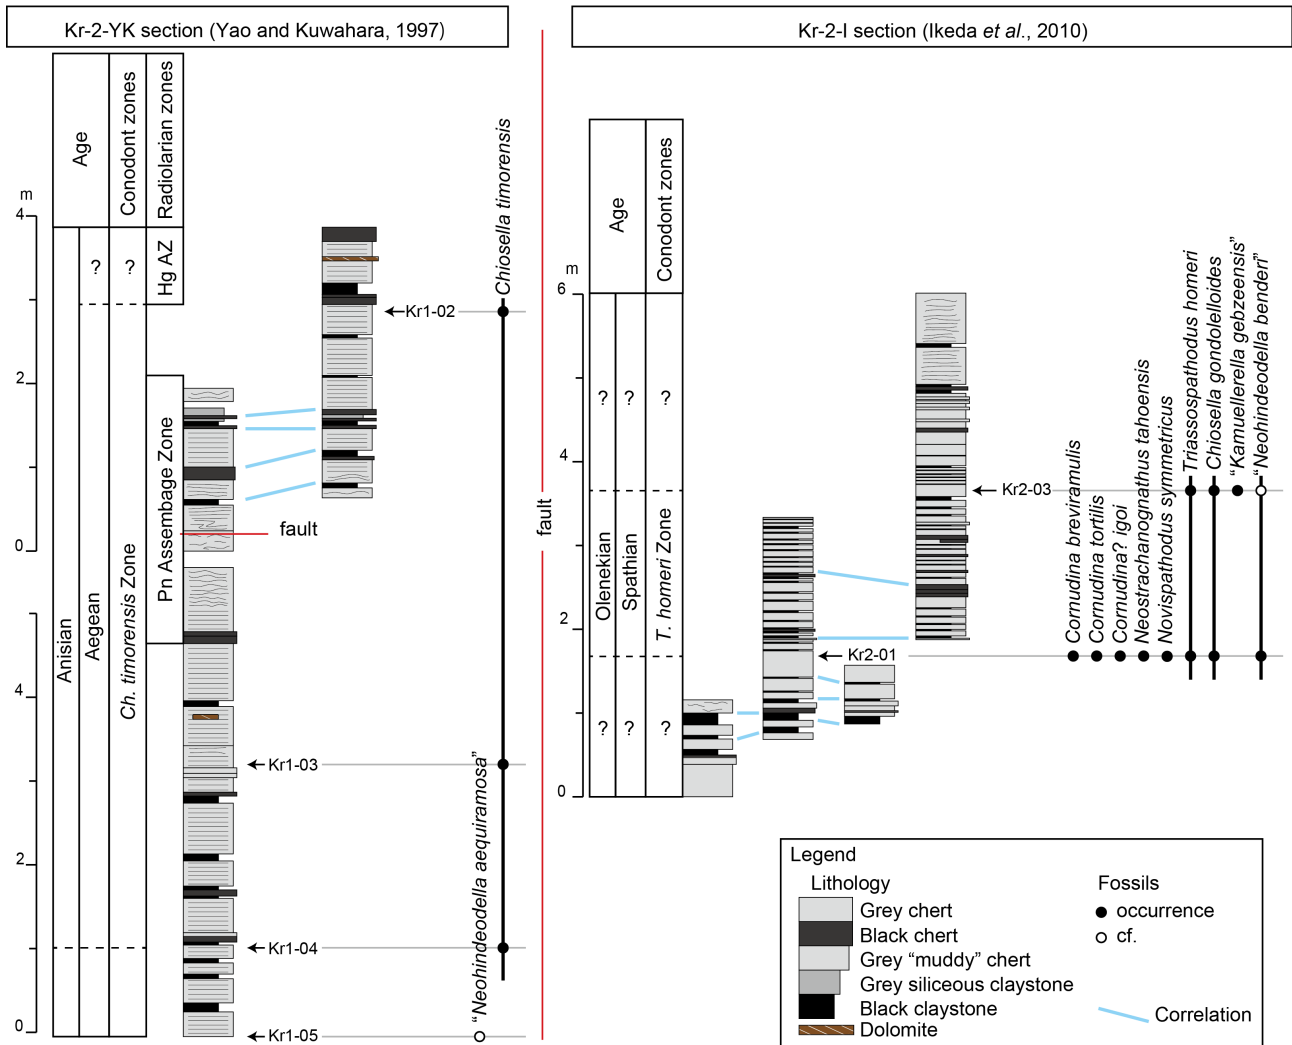 Kr-2-YK section (Yao and Kuwahara, 1997)
Age
Conodont zones
Radiolarian zones
m
4
2
0
4
2
0
?
?
Hg AZ
Anisian
Aegean
Ch. timorensis Zone
Pn Assembage Zone
fault
Kr1-02
Kr1-03
Kr1-04
Kr1-05
Chiosella timorensis
“Neohindeodella aequiramosa”
fault
Kr-2-I section (Ikeda et al., 2010)
Age
Conodont zones
m
6
4
2
0
?
?
?
Olenekian
Spathian
T. homeri Zone
?
?
?
Kr2-03
Kr2-01
Cornudina breviramulis
Cornudina tortilis
Cornudina? igoi
Neostrachanognathus tahoensis
Novispathodus symmetricus
Triassospathodus homeri
Chiosella gondolelloides
“Kamuellerella gebzeensis”
“Neohindeodella benderi”
Legend
Lithology
Grey chert
Black chert
Grey “muddy” chert
Grey siliceous claystone
Black claystone
Dolomite
Fossils
occurrence
cf.
Correlation